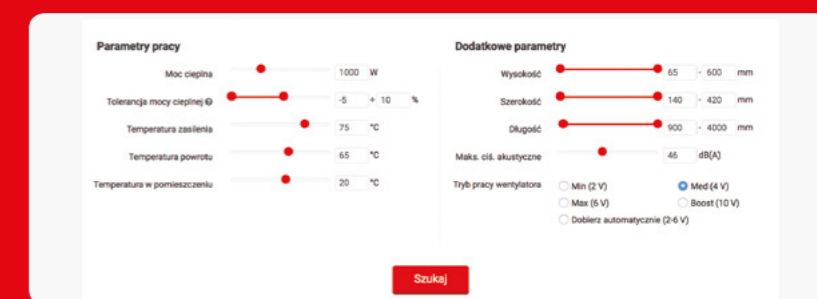 Parametry pracy
Moc cieplna 1000 W
Tolerancja mocy cieplnej -5 + 10 %
Temperatura zasilenia 75 °C
Temperatura powrotu 65 °C
Temperatura w pomieszczeniu 20 °C
Dodatkowe parametry
Wysokość 65 - 600 mm
Szerokość 140 - 420 mm
Długość 900 - 4000 mm
Maks. ciś. akustyczne 46 dB(A)
Tryb pracy wentylatora Min (2 V) Med (4 V)
Max (6 V) Boost (10 V)
Dobierz automatycznie (2-6 V)
Szukaj